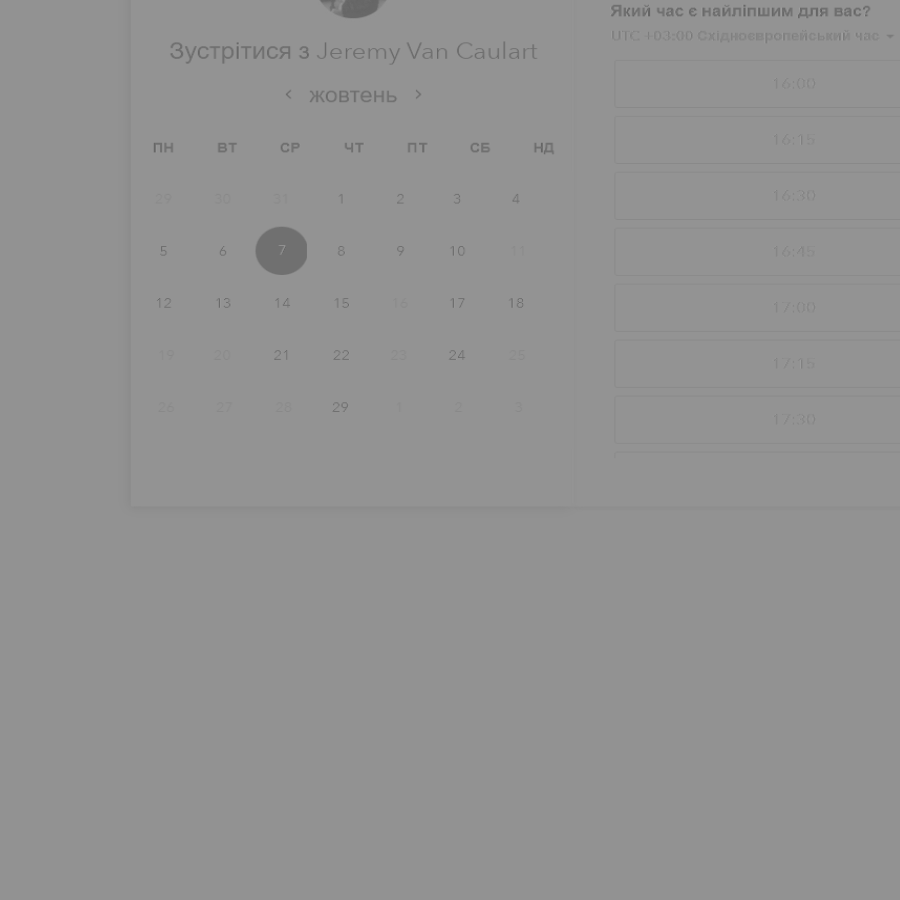 Зустрітися з Jeremy Van Caulart
жовтень
ПН ВТ СР ЧТ ПТ СБ НД
29 30 31 1 2 3 4
5 6 7 8 9 10 11
12 13 14 15 16 17 18
19 20 21 22 23 24 25
26 27 28 29 1 2 3
Який час є найліпшим для вас?
UTC +03:00 Східноєвропейський час
16:00
16:15
16:30
16:45
17:00
17:15
17:30